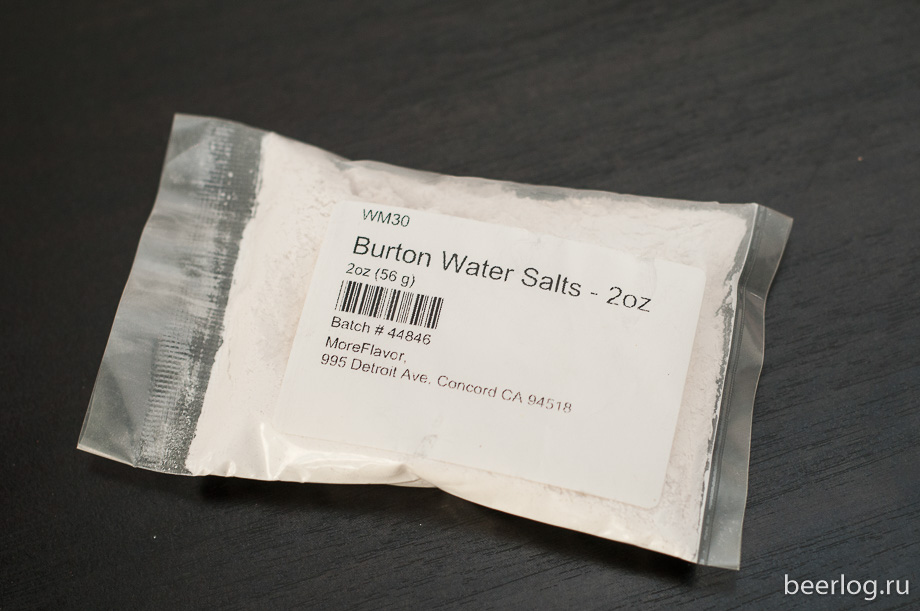 WM30
Burton Water Salts - 2oz
2oz (56 g)
Batch # 44846
MoreFlavor,
995 Detroit Ave. Concord CA 94518
beerlog.ru